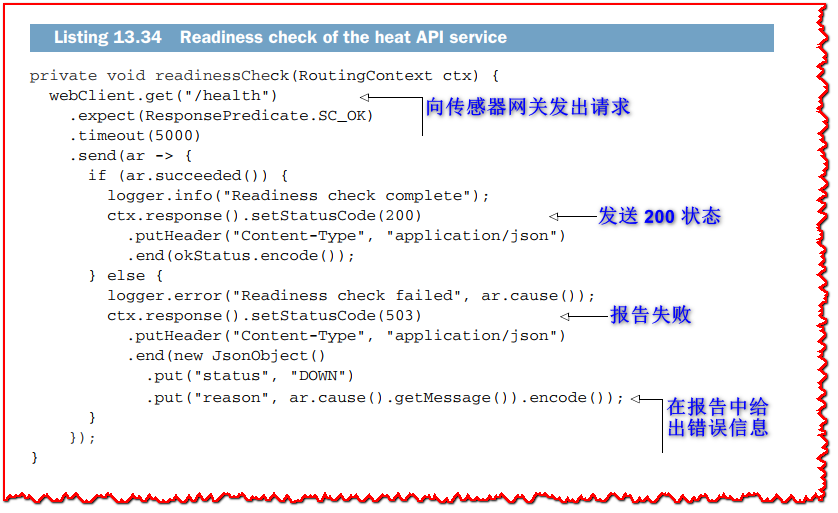 Listing 13.34 Readiness check of the heat API service
private void readinessCheck(RoutingContext ctx) {
webClient.get("/health")
向传感器网关发出请求
.expect(ResponsePredicate.SC_OK)
.timeout(5000)
.send(ar -> {
if (ar.succeeded()) {
logger.info("Readiness check complete");
ctx.response().setStatusCode(200)
发送 200 状态
.putHeader("Content-Type", "application/json")
.end(okStatus.encode());
} else {
logger.error("Readiness check failed", ar.cause());
ctx.response().setStatusCode(503)
报告失败
.putHeader("Content-Type", "application/json")
.end(new JsonObject()
.put("status", "DOWN")
.put("reason", ar.cause().getMessage()).encode());
在报告中给
出错误信息
}
});
}